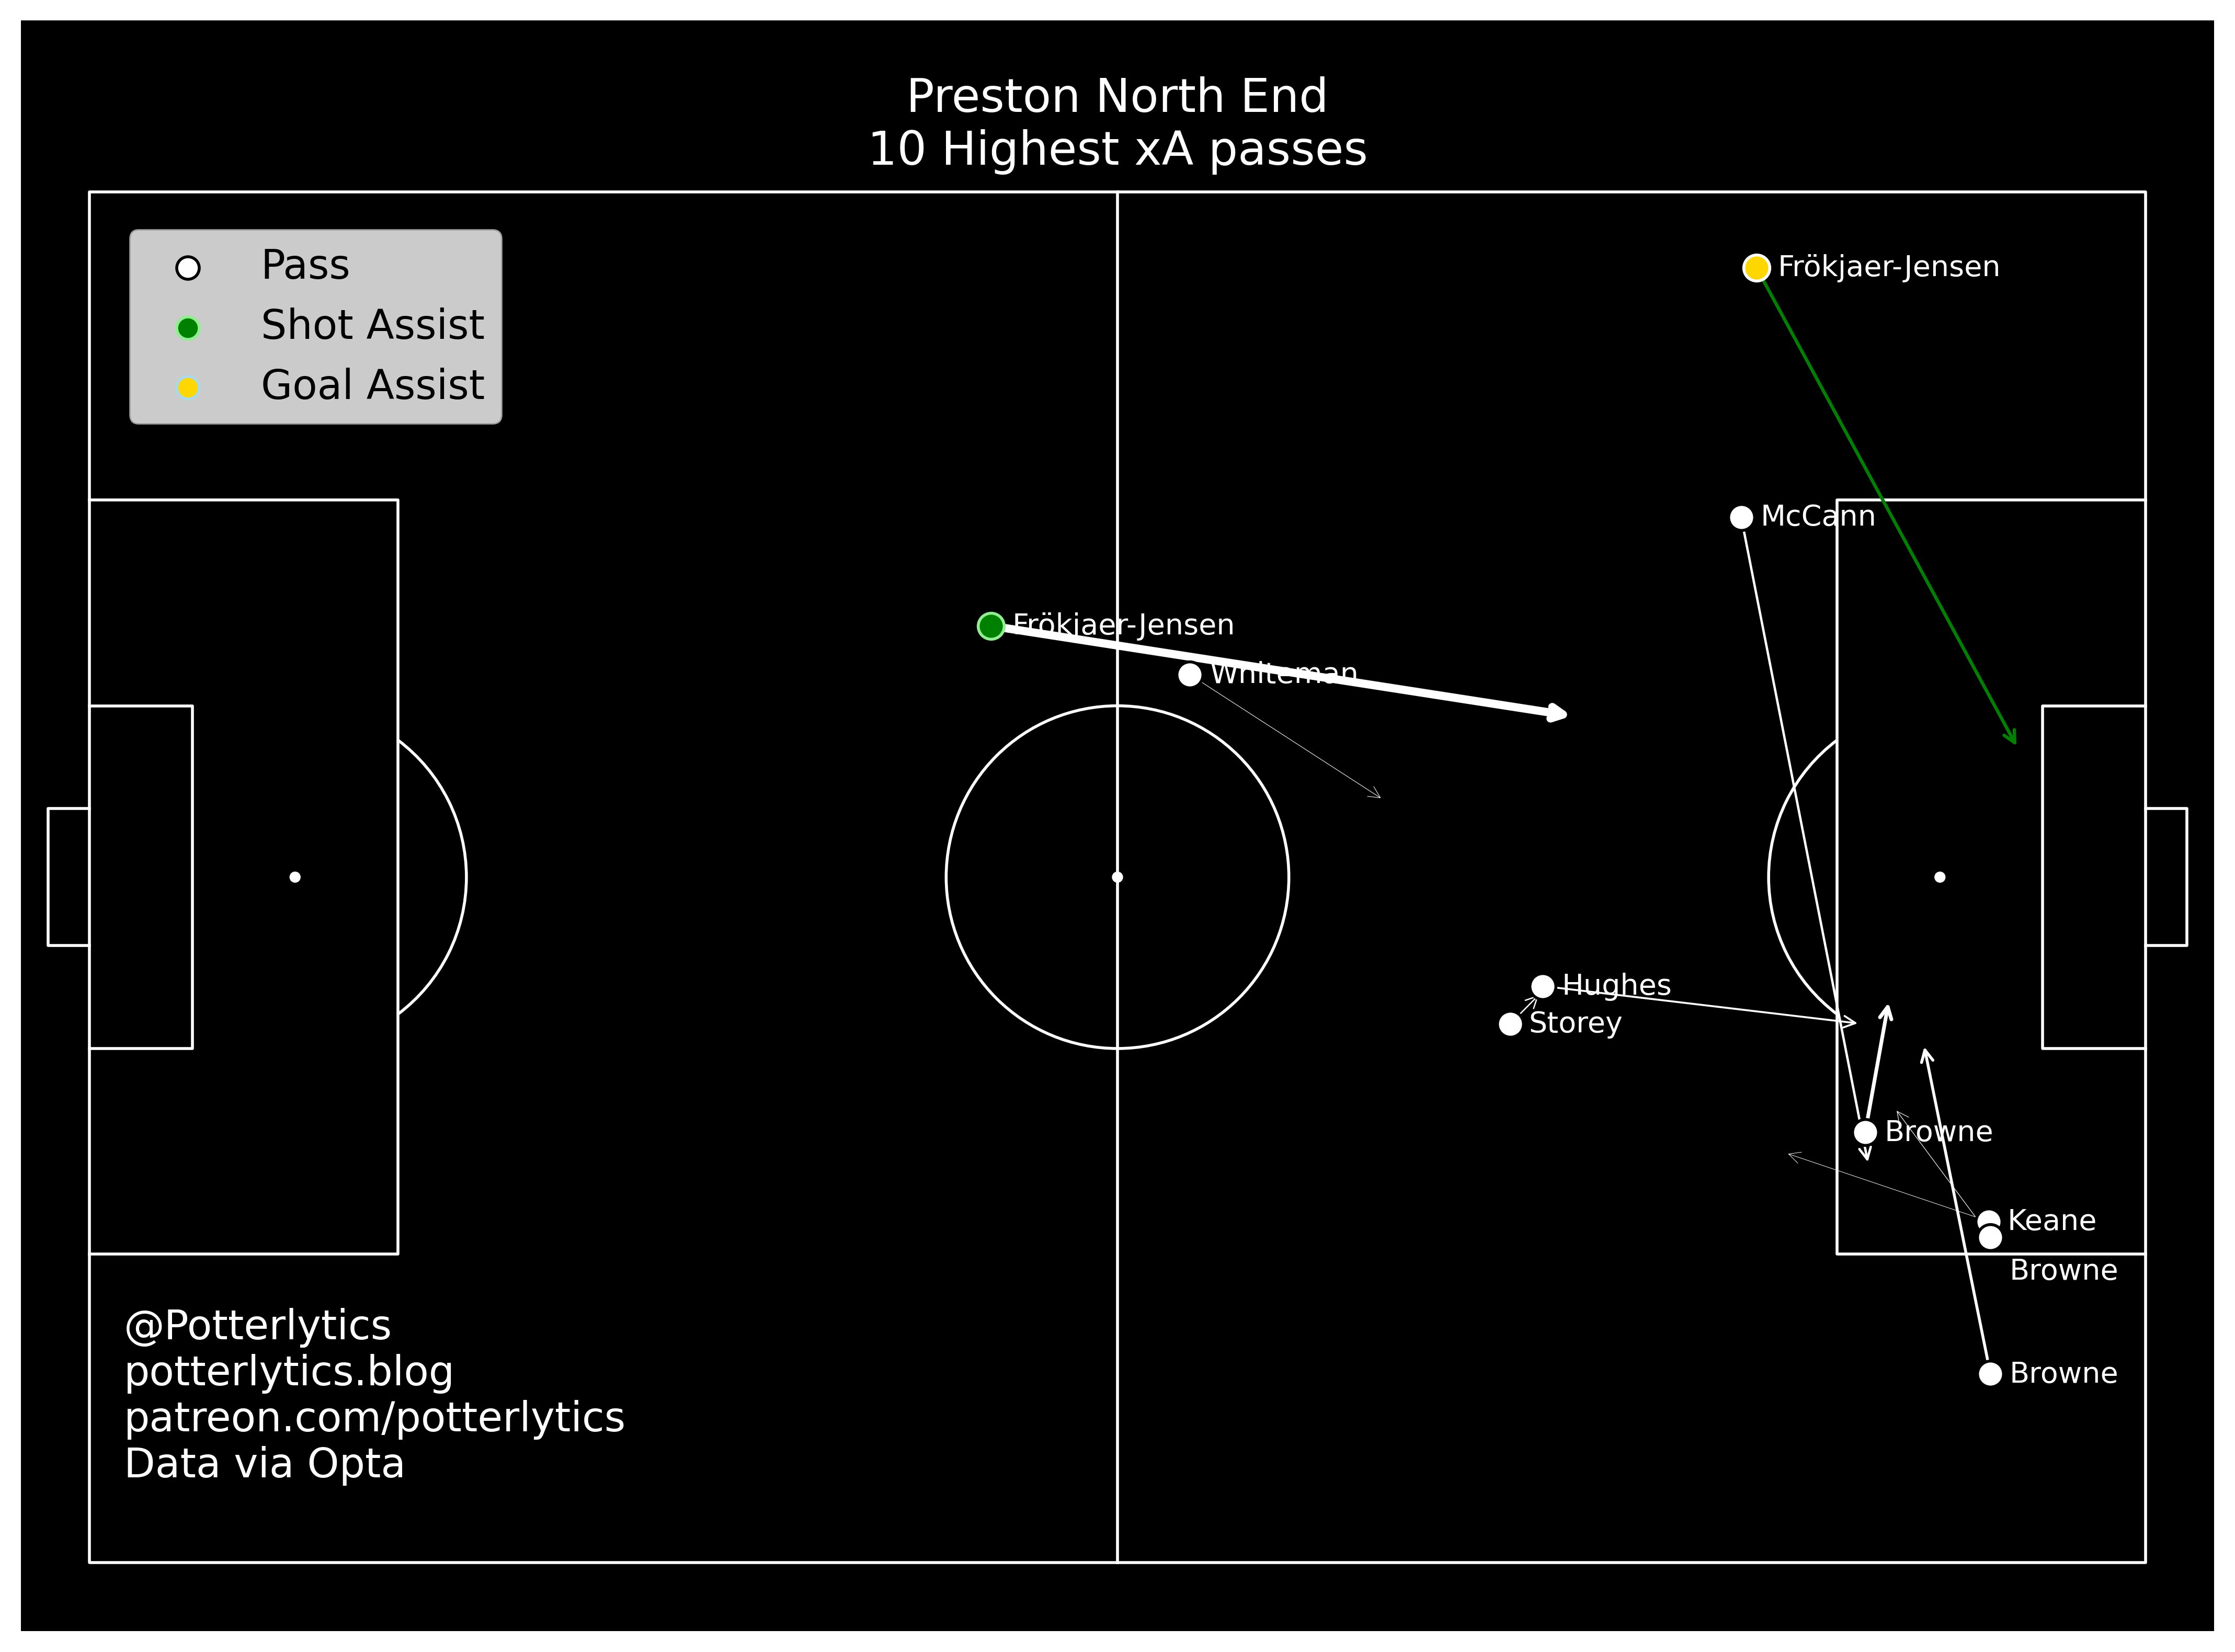 Preston North End
10 Highest xA passes
Pass
Shot Assist
Goal Assist
Frökjaer-Jensen
McCann
Frökjaer-Jensen
Whiteman
Hughes
Storey
Browne
Keane
Browne
Browne
@Potterlytics
potterlytics.blog
patreon.com/potterlytics
Data via Opta